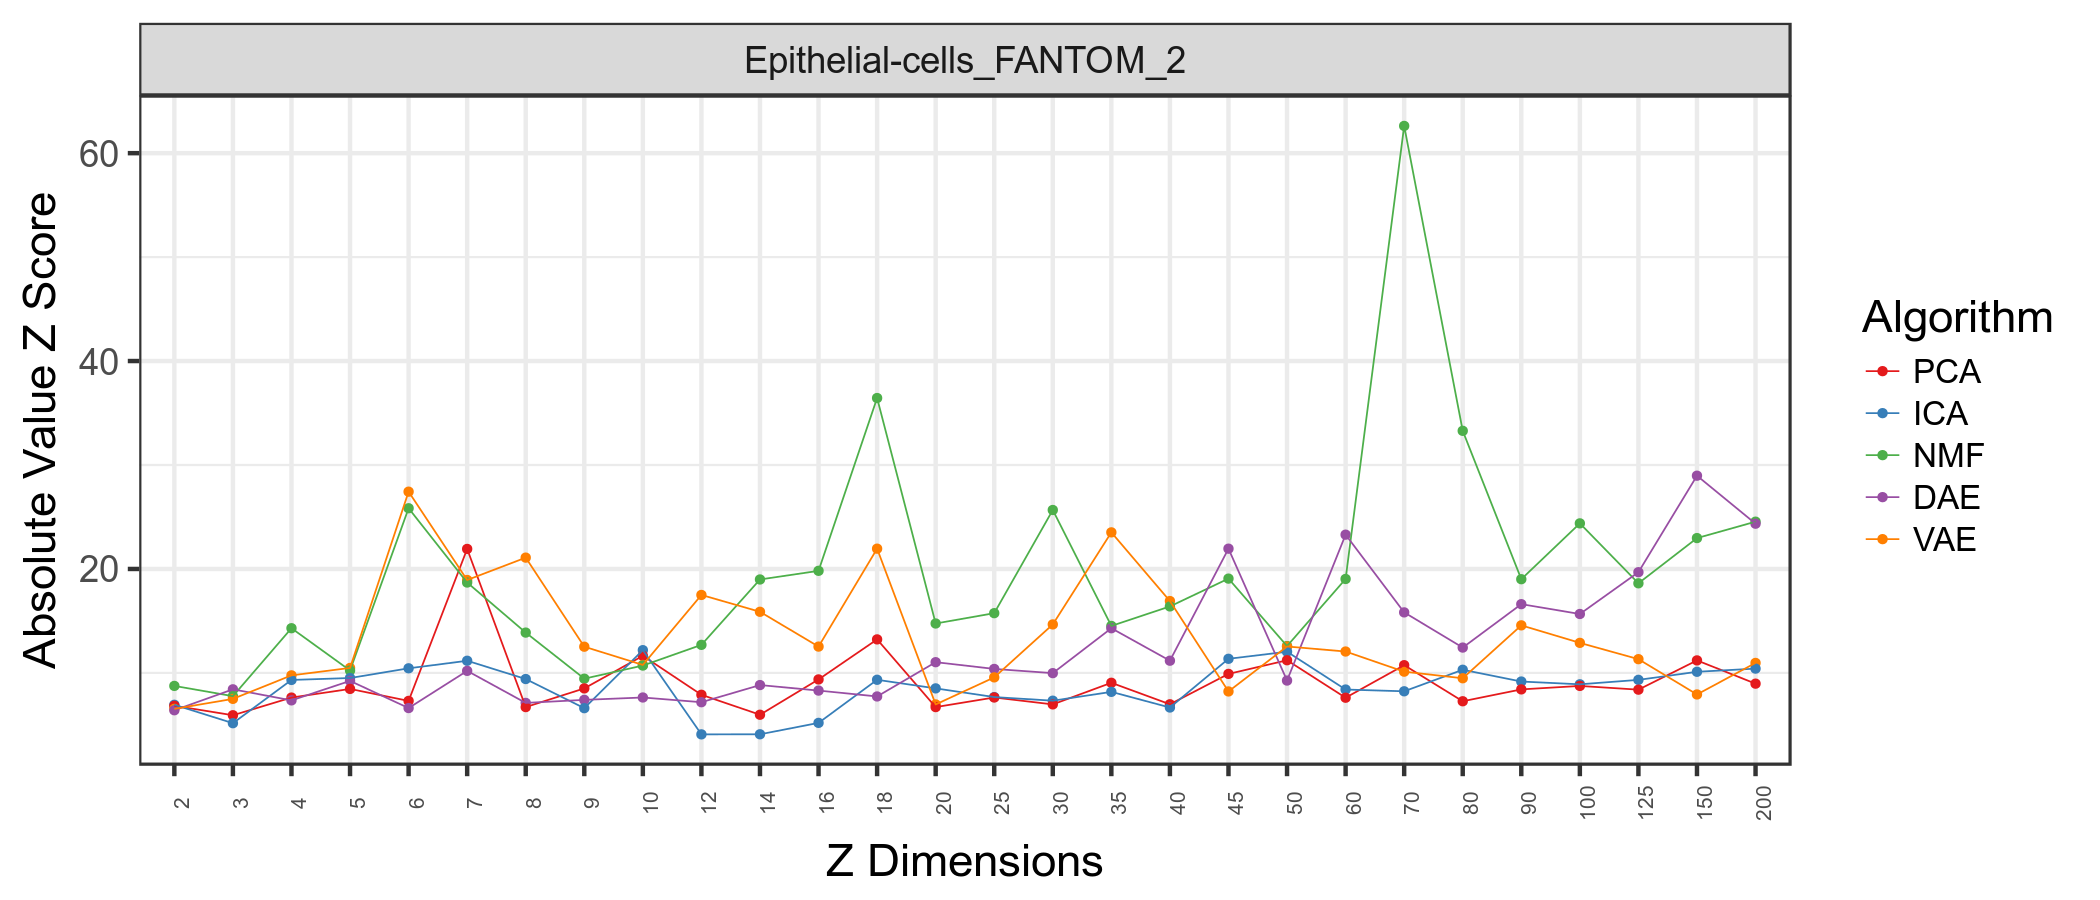 Epithelial-cells_FANTOM_2
Absolute Value Z Score
60
40
20
2 3 4 5 6 7 8 9 10 12 14 16 18 20 25 30 35 40 45 50 60 70 80 90 100 125 150 200
Z Dimensions
Algorithm
PCA
ICA
NMF
DAE
VAE